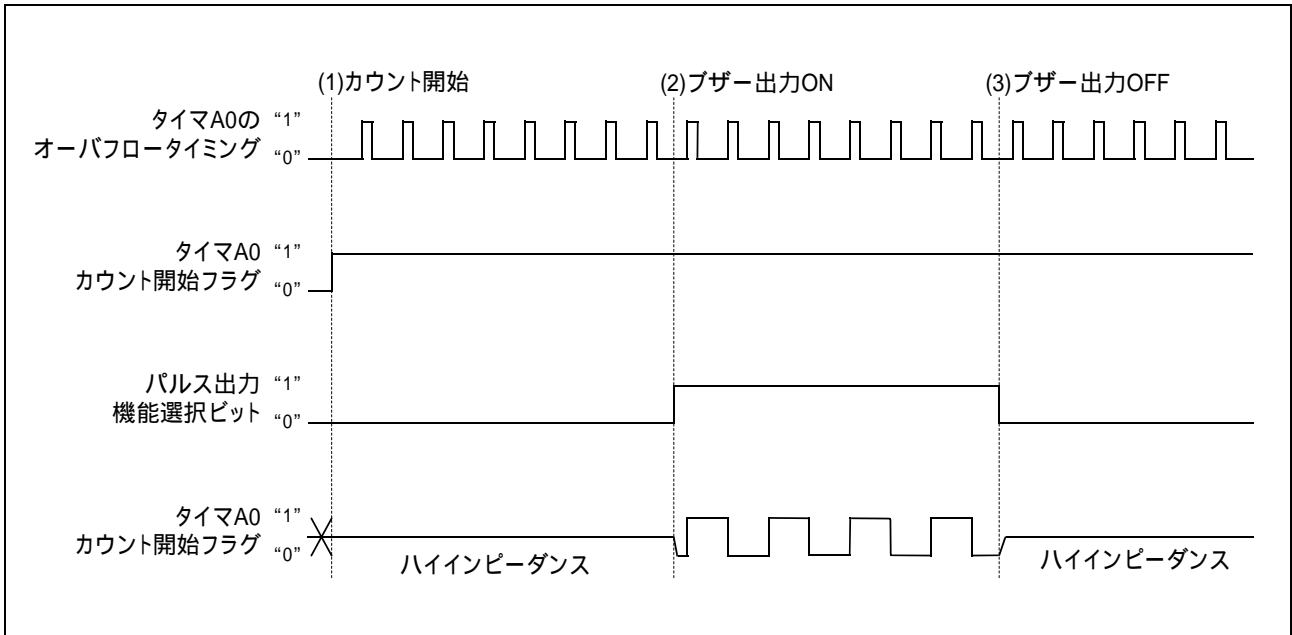 (1)カウント開始
(2)ブザー出力ON
(3)ブザー出力OFF
タイマA0の “1”
オーバフロータイミング “0”
タイマA0 “1”
カウント開始フラグ “0”
パルス出力 “1”
機能選択ビット “0”
タイマA0 “1”
カウント開始フラグ “0”
ハイインピーダンス
ハイインピーダンス